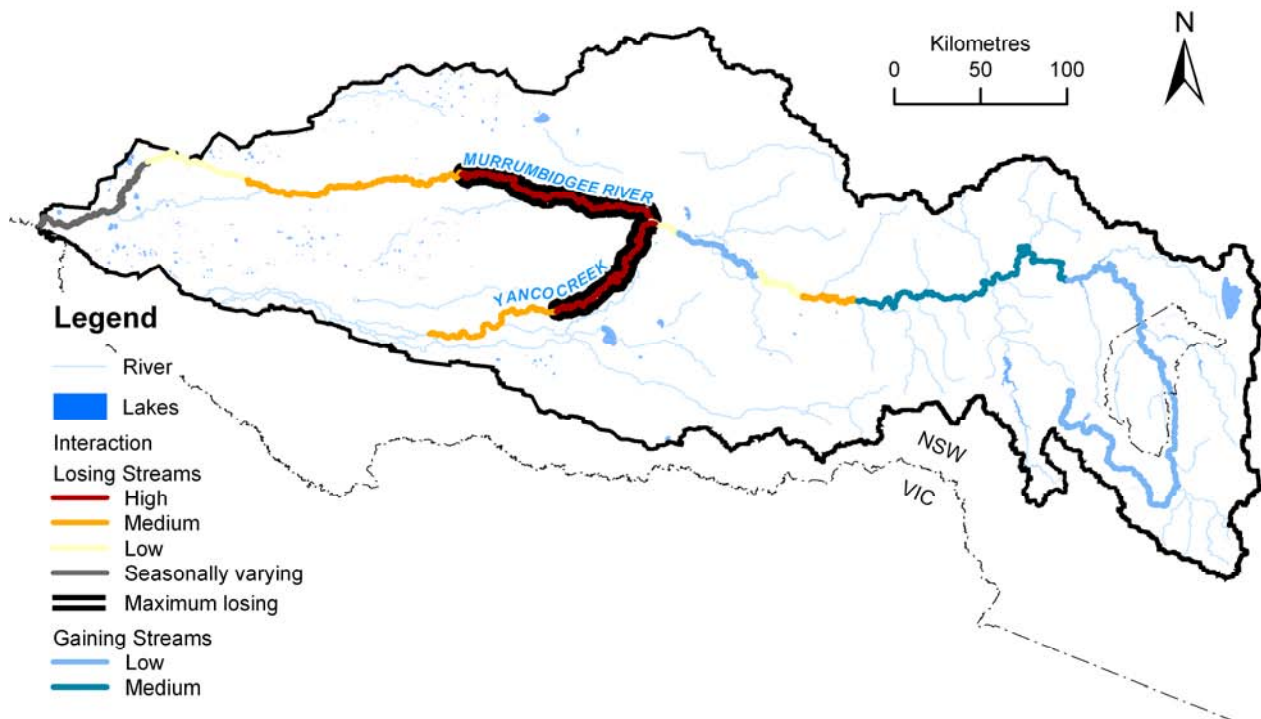 N
Kilometres
0 50 100
MURRUMBIDGEE RIVER
YANCO CREEK
NSW
VIC
Legend
River
Lakes
Interaction
Losing Streams
High
Medium
Low
Seasonally varying
Maximum losing
Gaining Streams
Low
Medium